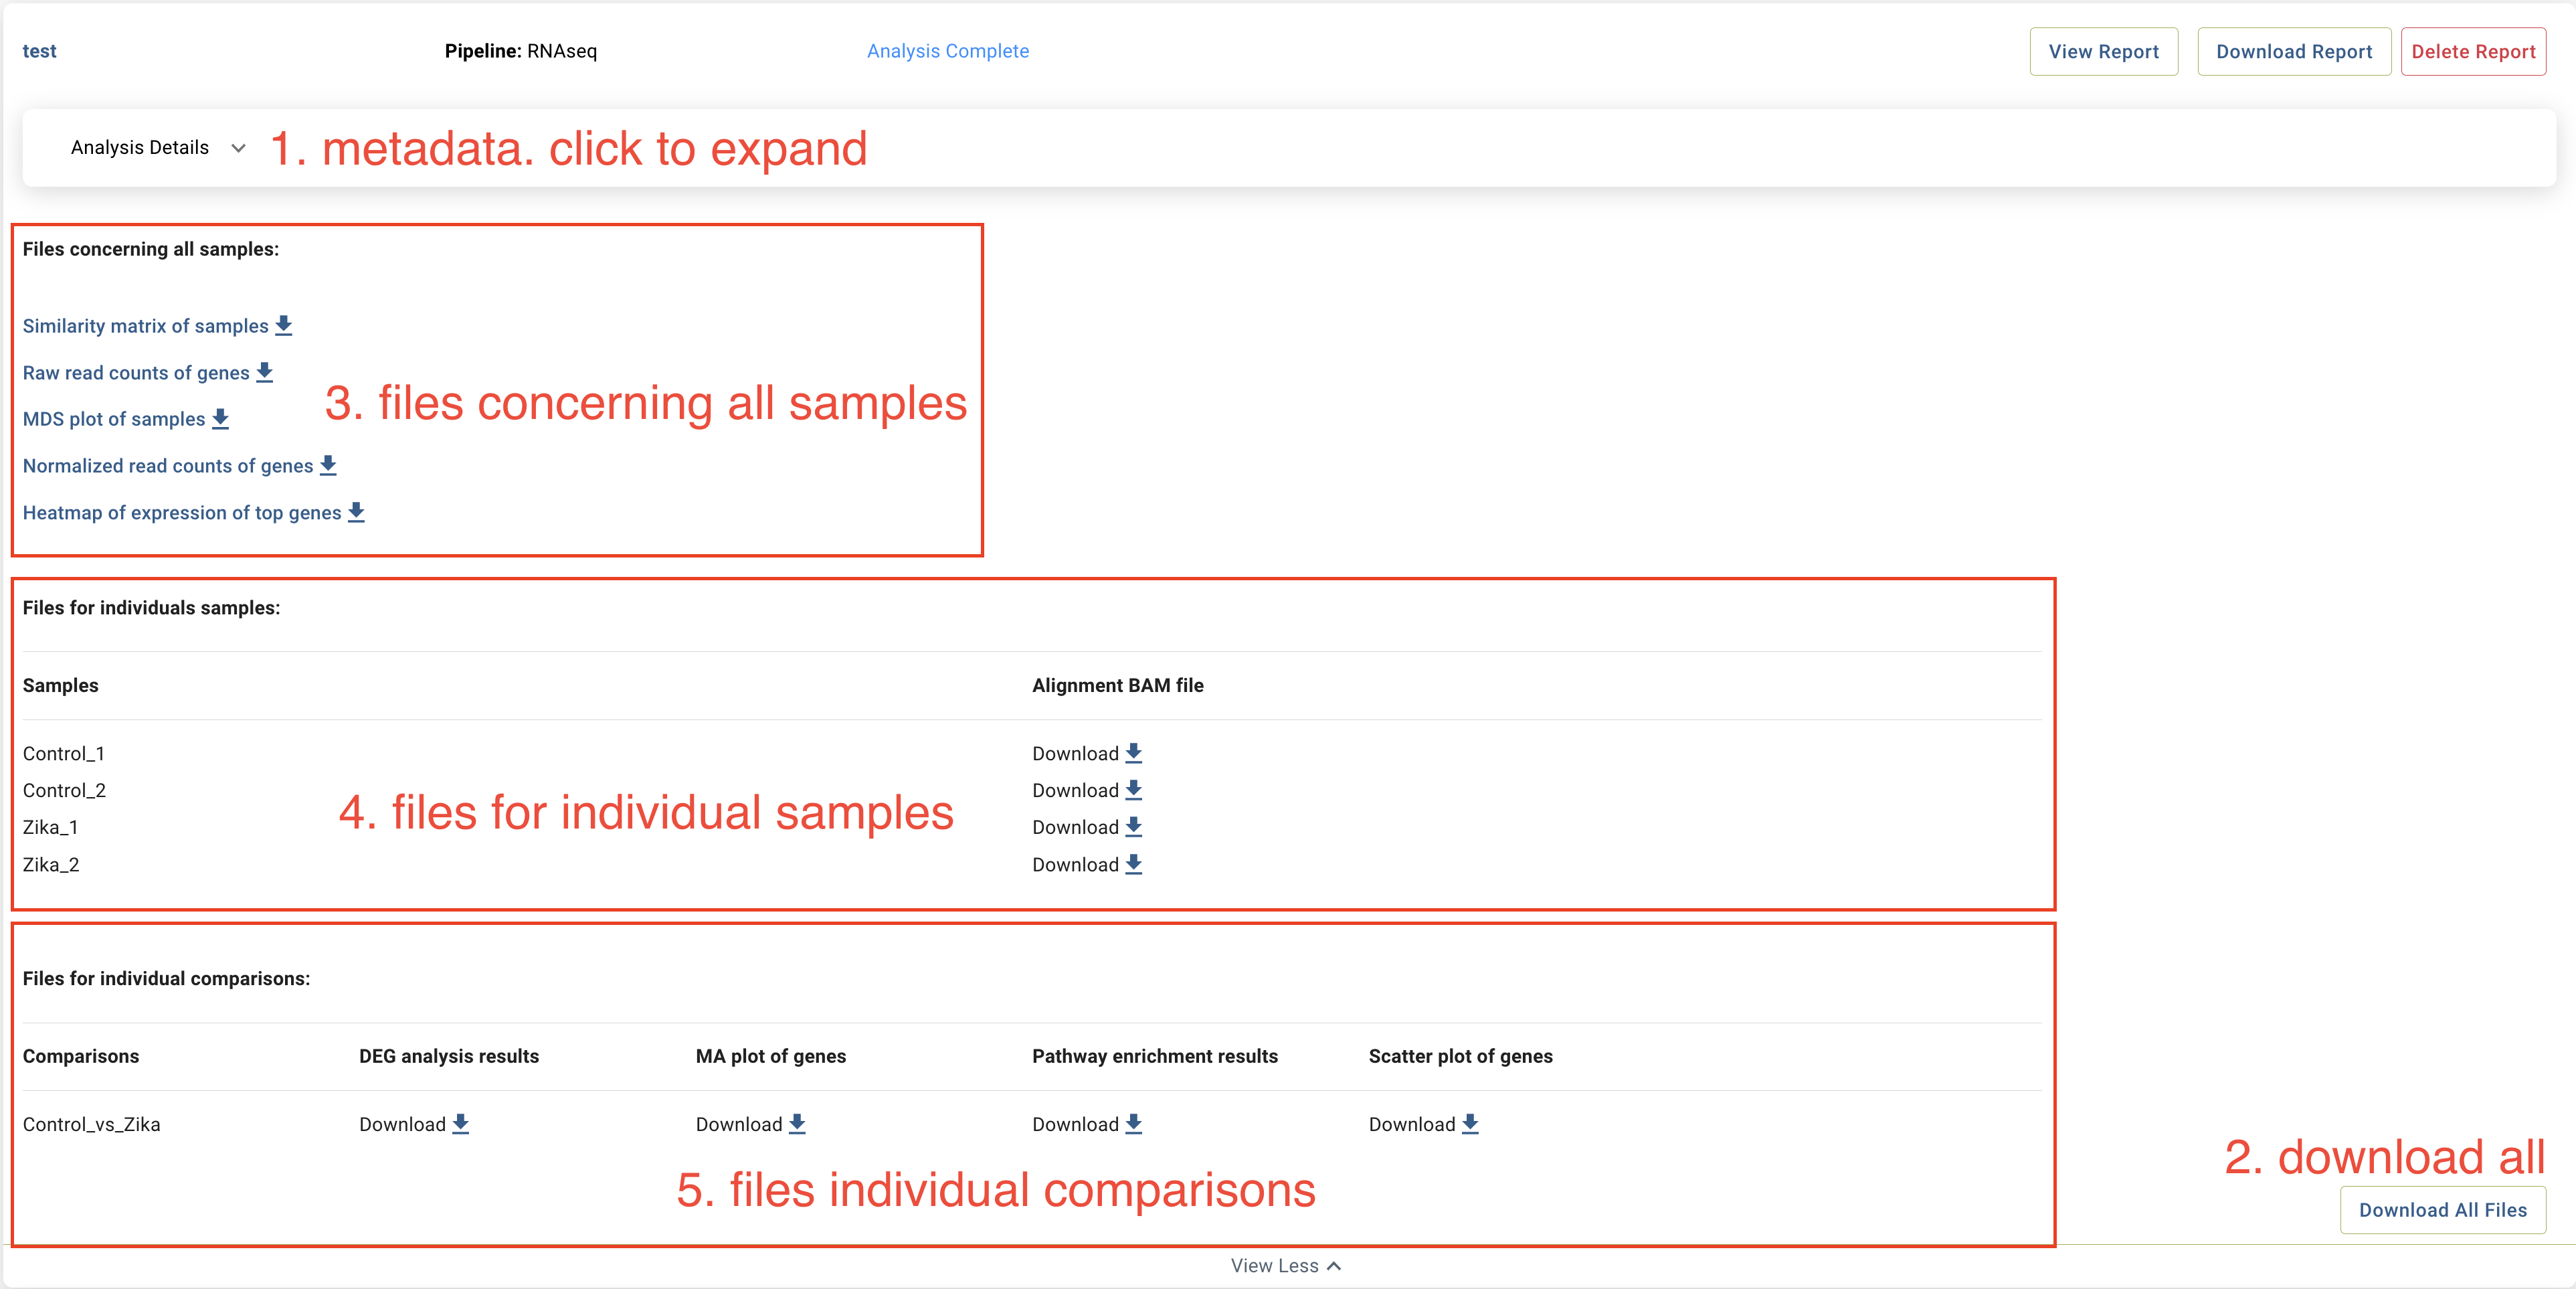 test Pipeline: RNAseq Analysis Complete View Report Download Report Delete Report
Analysis Details 1. metadata. click to expand
Files concerning all samples:
Similarity matrix of samples
Raw read counts of genes
3. files concerning all samples
MDS plot of samples
Normalized read counts of genes
Heatmap of expression of top genes
Files for individuals samples:
Samples Alignment BAM file
Control_1 Download
Control_2 Download
4. files for individual samples
Zika_1 Download
Zika_2 Download
Files for individual comparisons:
Comparisons DEG analysis results MA plot of genes Pathway enrichment results Scatter plot of genes
Control_vs_Zika Download Download Download Download
2. download all
5. files individual comparisons
Download All Files
View Less